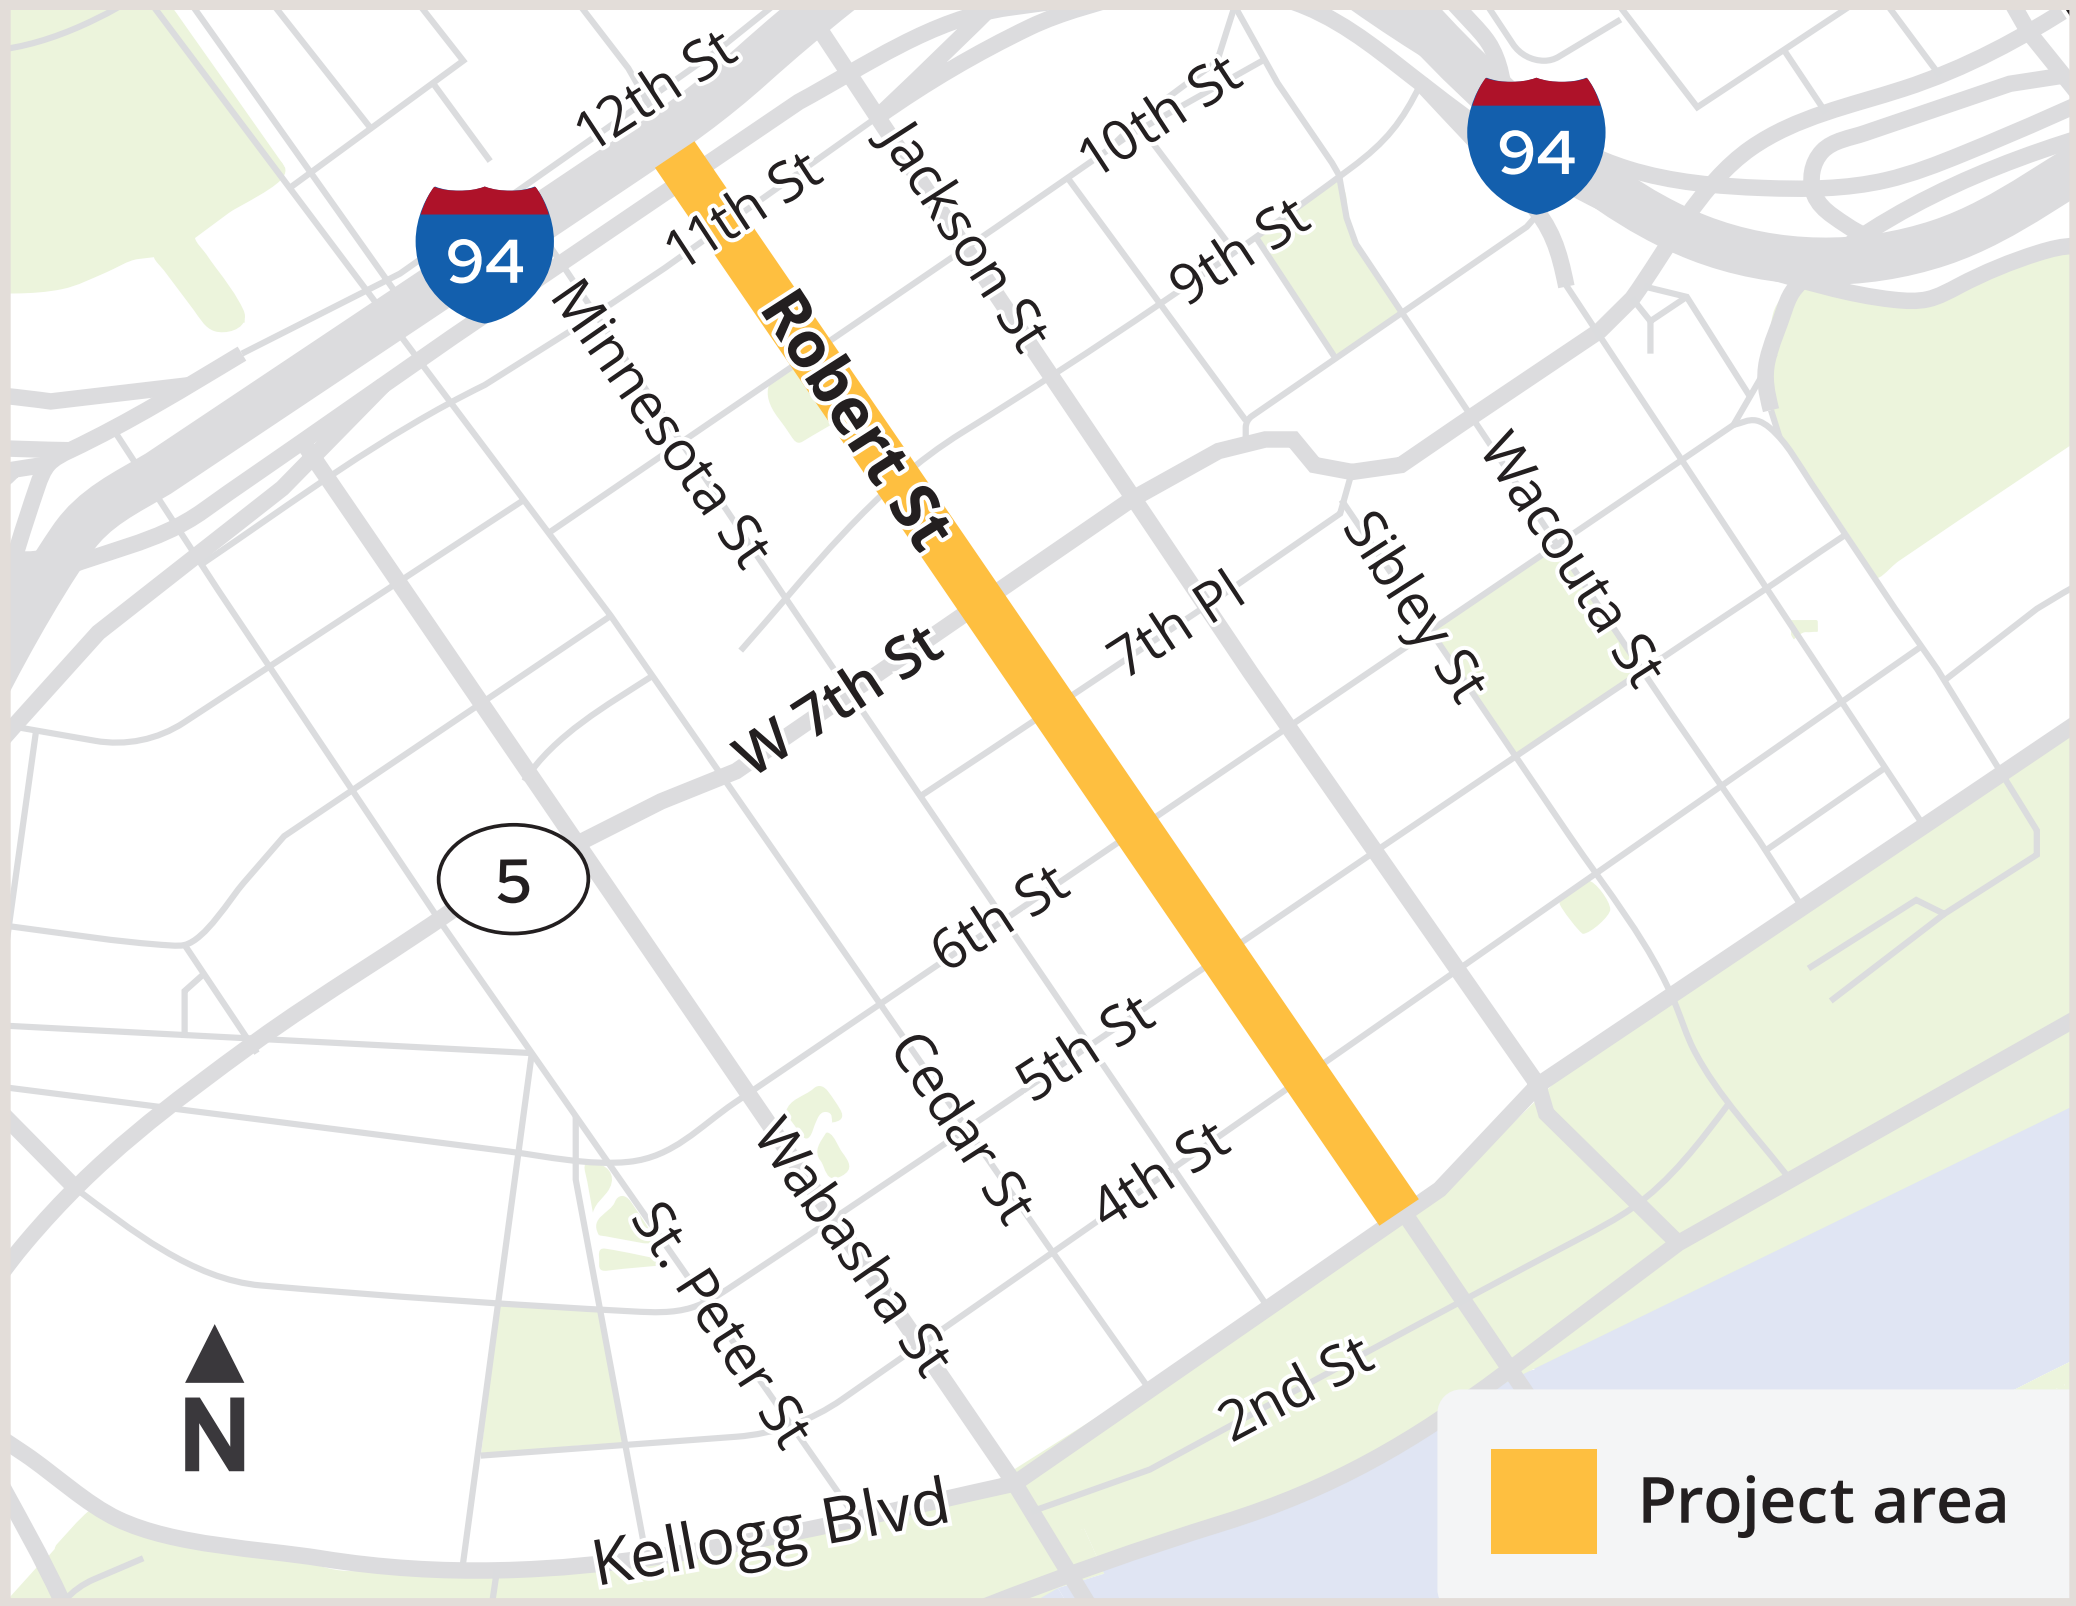 12th St
10th St
94
Jackson St
11th St
94
9th St
Minnesota St
Robert St
Wacouta St
Sibley St
7th Pl
W 7th St
5
6th St
5th St
Cedar St
4th St
Wabasha St
St. Peter St
2nd St
N
Kellogg Blvd
Project area